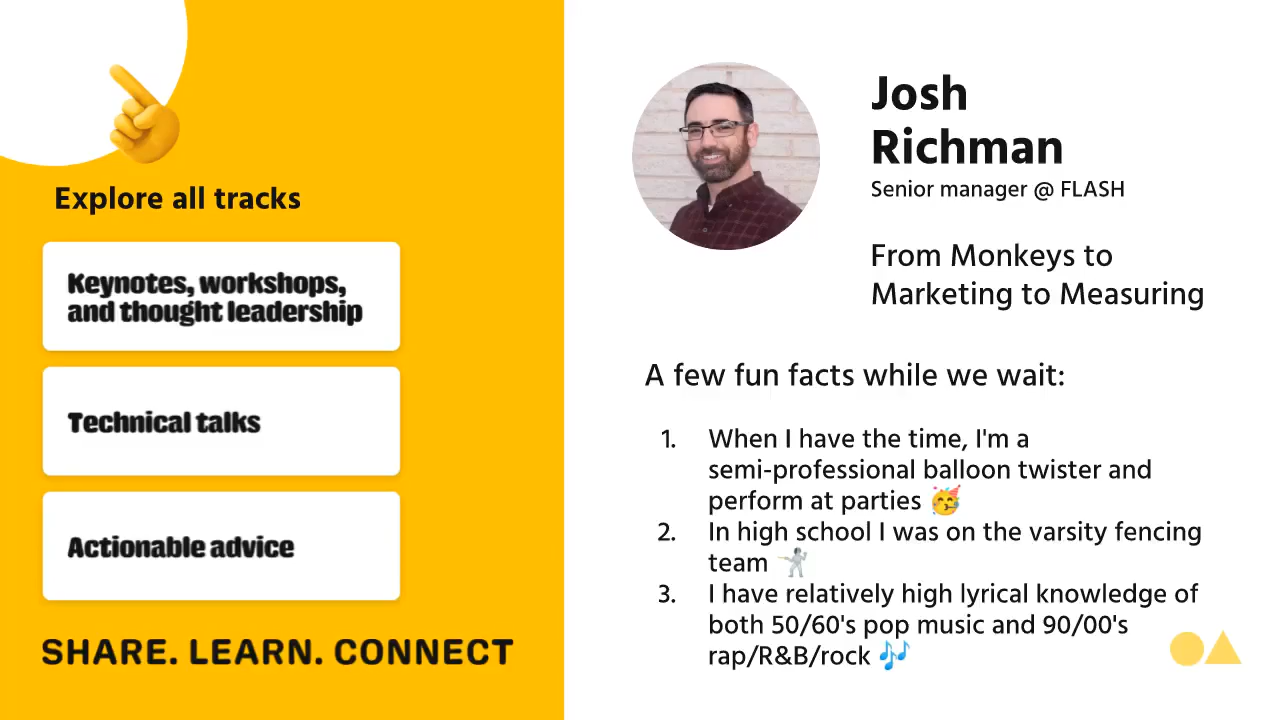 Explore all tracks
Keynotes, workshops,
and thought leadership
Technical talks
Actionable advice
SHARE. LEARN. CONNECT
Josh
Richman
Senior manager @ FLASH
From Monkeys to
Marketing to Measuring
A few fun facts while we wait:
1. When I have the time, I'm a
semi-professional balloon twister and
perform at parties 🥳
2. In high school I was on the varsity fencing
team 🤺
3. I have relatively high lyrical knowledge of
both 50/60's pop music and 90/00's
rap/R&B/rock 🎶